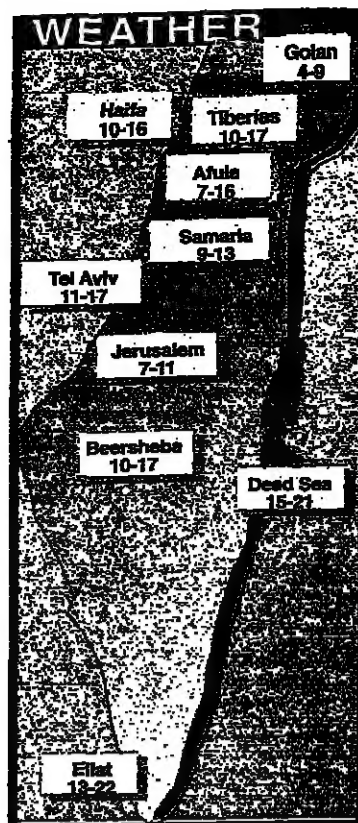 WEATHER
Golan
4-9
Haifa
10-16
Tiberias
10-17
Afula
7-16
Samaria
9-13
Tel Aviv
11-17
Jerusalem
7-11
Beersheba
10-17
Dead Sea
15-21
Eilat
13-22